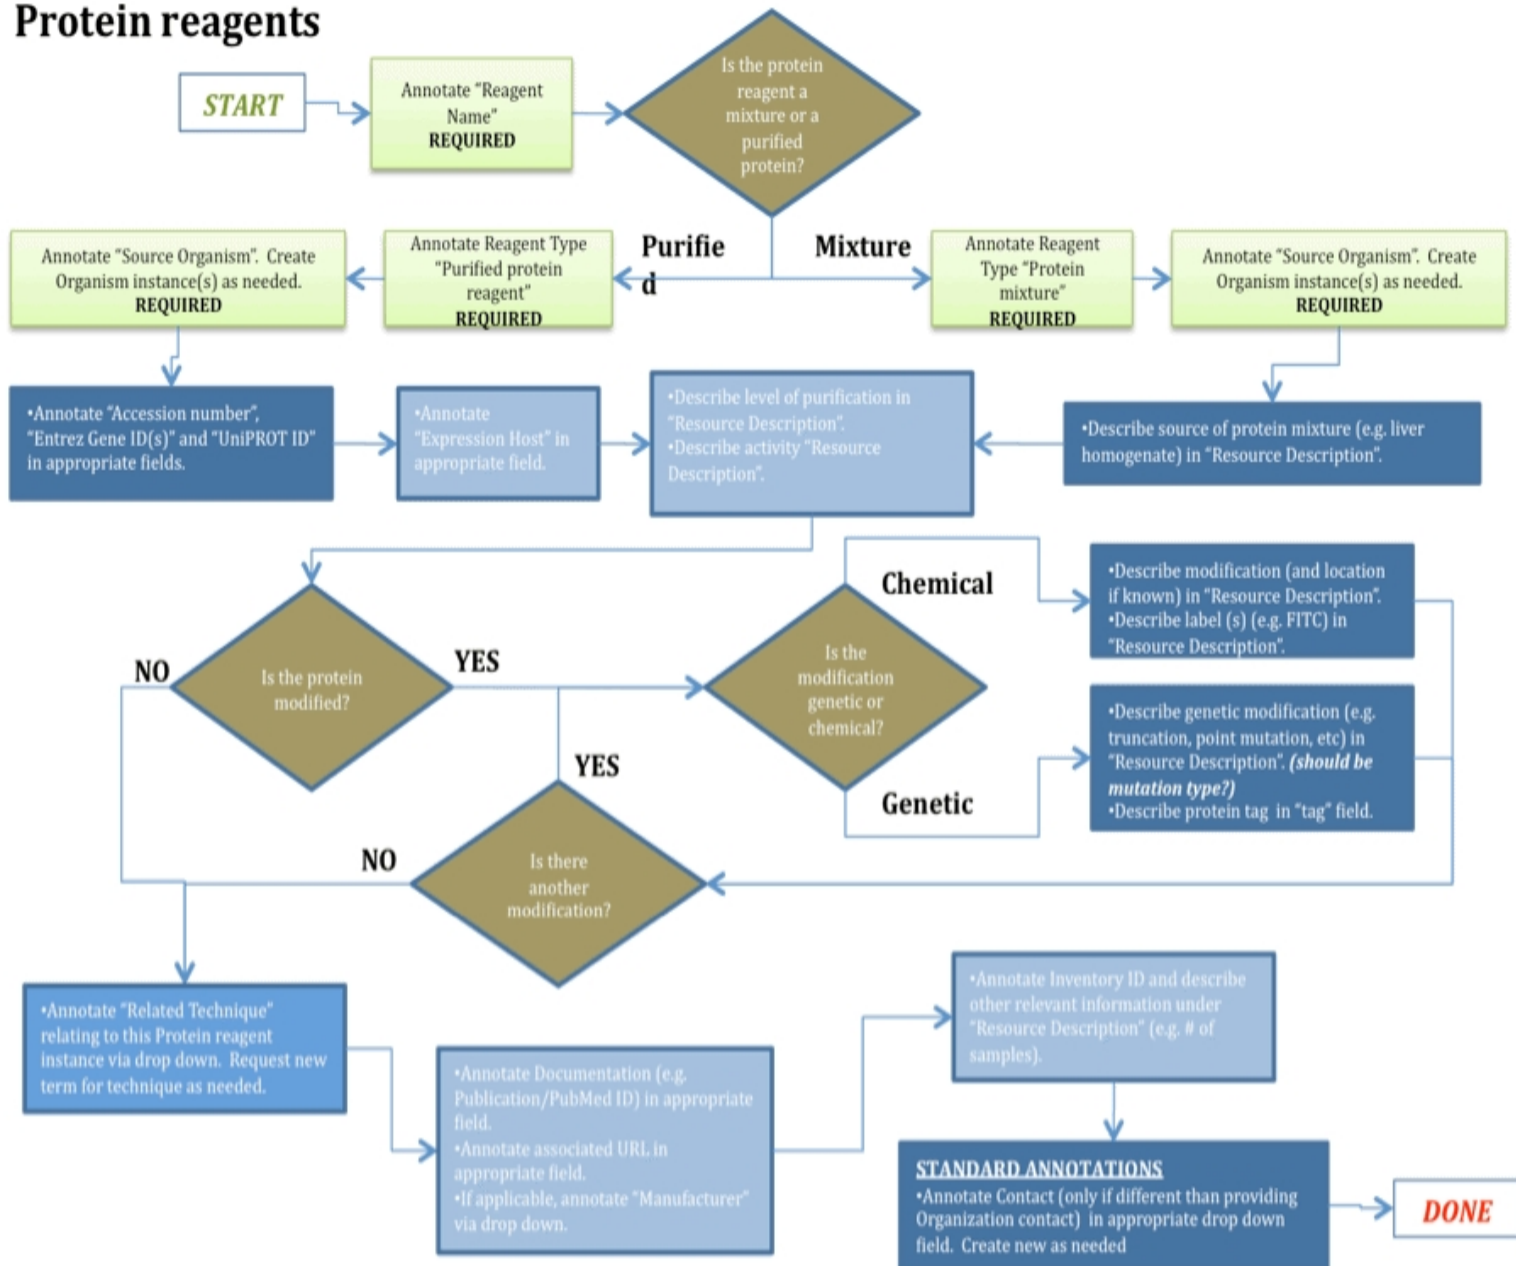 Protein reagents
START
Annotate “Reagent
Name”
REQUIRED
Is the protein
reagent a
mixture or a
purified
protein?
Annotate “Source Organism”. Create
Organism instance(s) as needed.
REQUIRED
Annotate Reagent Type
“Purified protein
reagent”
REQUIRED
Purifie
d
Mixture
Annotate Reagent
Type “Protein
mixture”
REQUIRED
Annotate “Source Organism”. Create
Organism instance(s) as needed.
REQUIRED
•Annotate “Accession number”,
“Entrez Gene ID(s)” and “UniPROT ID”
in appropriate fields.
•Annotate
“Expression Host” in
appropriate field.
•Describe level of purification in
“Resource Description”.
•Describe activity “Resource
Description”.
•Describe source of protein mixture (e.g. liver
homogenate) in “Resource Description”.
NO
Is the protein
modified?
YES
Is the
modification
genetic or
chemical?
Chemical
•Describe modification (and location
if known) in “Resource Description”.
•Describe label (s) (e.g. FITC) in
“Resource Description”.
Genetic
•Describe genetic modification (e.g.
truncation, point mutation, etc) in
“Resource Description”. (should be
mutation type?)
•Describe protein tag in “tag” field.
YES
NO
Is there
another
modification?
•Annotate “Related Technique”
relating to this Protein reagent
instance via drop down. Request new
term for technique as needed.
•Annotate Documentation (e.g.
Publication/PubMed ID) in appropriate
field.
•Annotate associated URL in
appropriate field.
•If applicable, annotate “Manufacturer”
via drop down.
•Annotate Inventory ID and describe
other relevant information under
“Resource Description” (e.g. # of
samples).
STANDARD ANNOTATIONS
•Annotate Contact (only if different than providing
Organization contact) in appropriate drop down
field. Create new as needed
DONE